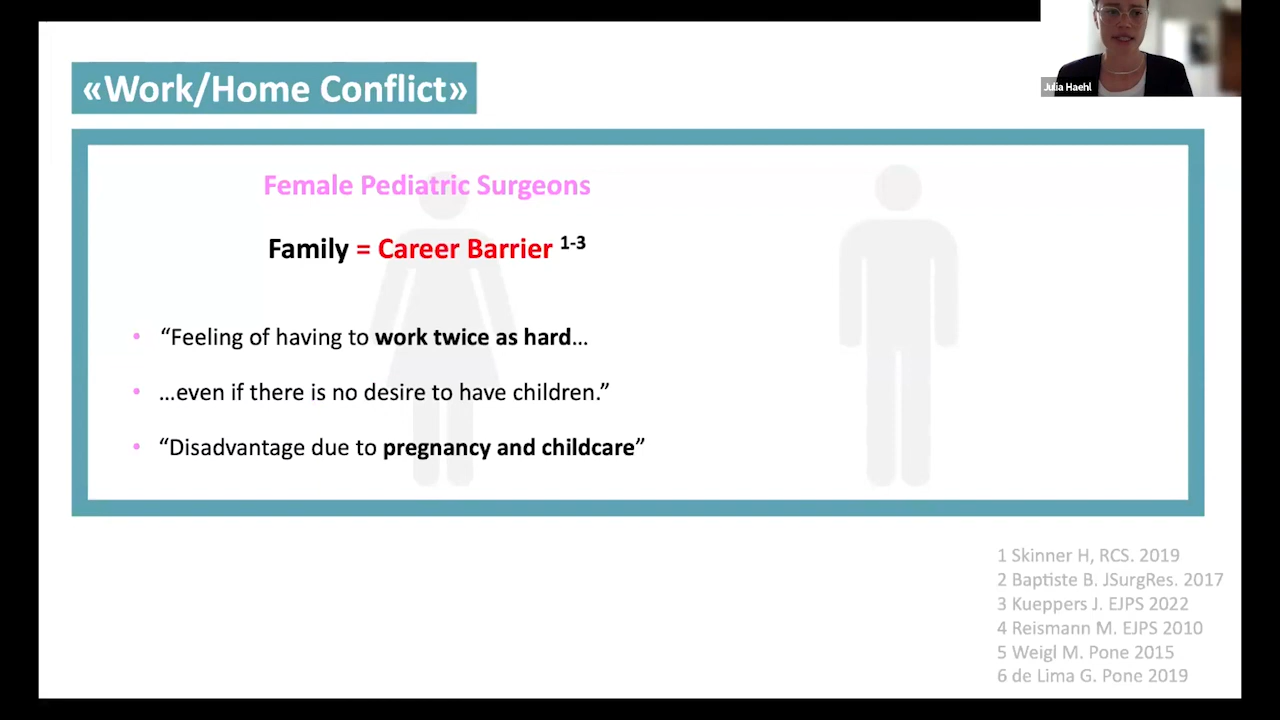 «Work/Home Conflict»
Julia Haehl
Female Pediatric Surgeons
Family = Career Barrier 1-3
• “Feeling of having to work twice as hard...
• ...even if there is no desire to have children.”
• “Disadvantage due to pregnancy and childcare”
1 Skinner H, RCS. 2019
2 Baptiste B. JSurgRes. 2017
3 Kueppers J. EJPS 2022
4 Reismann M. EJPS 2010
5 Weigl M. Pone 2015
6 de Lima G. Pone 2019